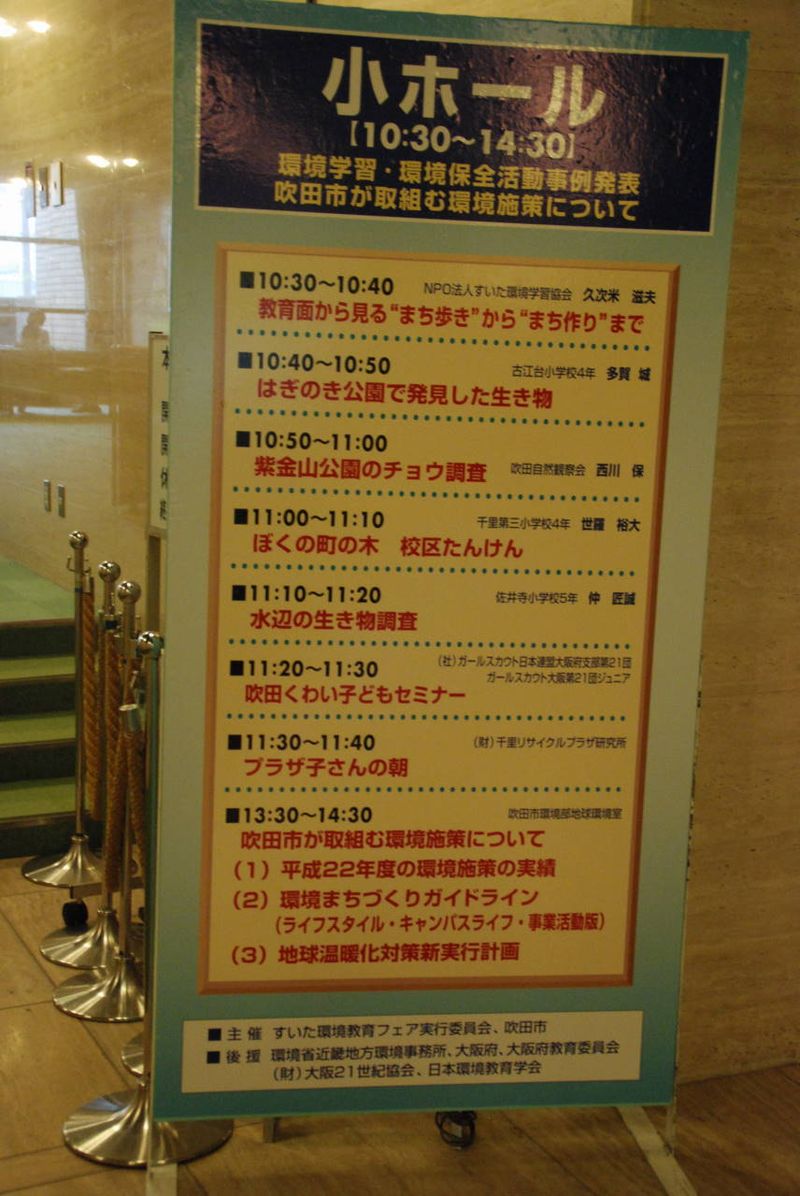 小ホール
【10:30〜14:30】
環境学習・環境保全活動事例発表
吹田市が取組む環境施策について
■10:30〜10:40 NPO法人すいた環境学習協会 久次米 滋夫
教育面から見る“まち歩き”から“まち作り”まで
■10:40〜10:50 古江台小学校4年 多賀 城
はぎのき公園で発見した生き物
■10:50〜11:00
紫金山公園のチョウ調査 吹田自然観察会 西川 保
■11:00〜11:10 千里第三小学校4年 世羅 裕大
ぼくの町の木 校区たんけん
■11:10〜11:20 佐井寺小学校5年 仲 匠誠
水辺の生き物調査
■11:20〜11:30 (社)ガールスカウト日本連盟大阪府支部第21団
ガールスカウト大阪第21団ジュニア
吹田くわい子どもセミナー
■11:30〜11:40 (財)千里リサイクルプラザ研究所
プラザ子さんの朝
■13:30〜14:30 吹田市環境部地球環境室
吹田市が取組む環境施策について
(1)平成22年度の環境施策の実績
(2)環境まちづくりガイドライン
(ライフスタイル・キャンパスライフ・事業活動版)
(3)地球温暖化対策新実行計画
■主催 すいた環境教育フェア実行委員会、吹田市
■後援 環境省近畿地方環境事務所、大阪府、大阪府教育委員会
(財)大阪21世紀協会、日本環境教育学会